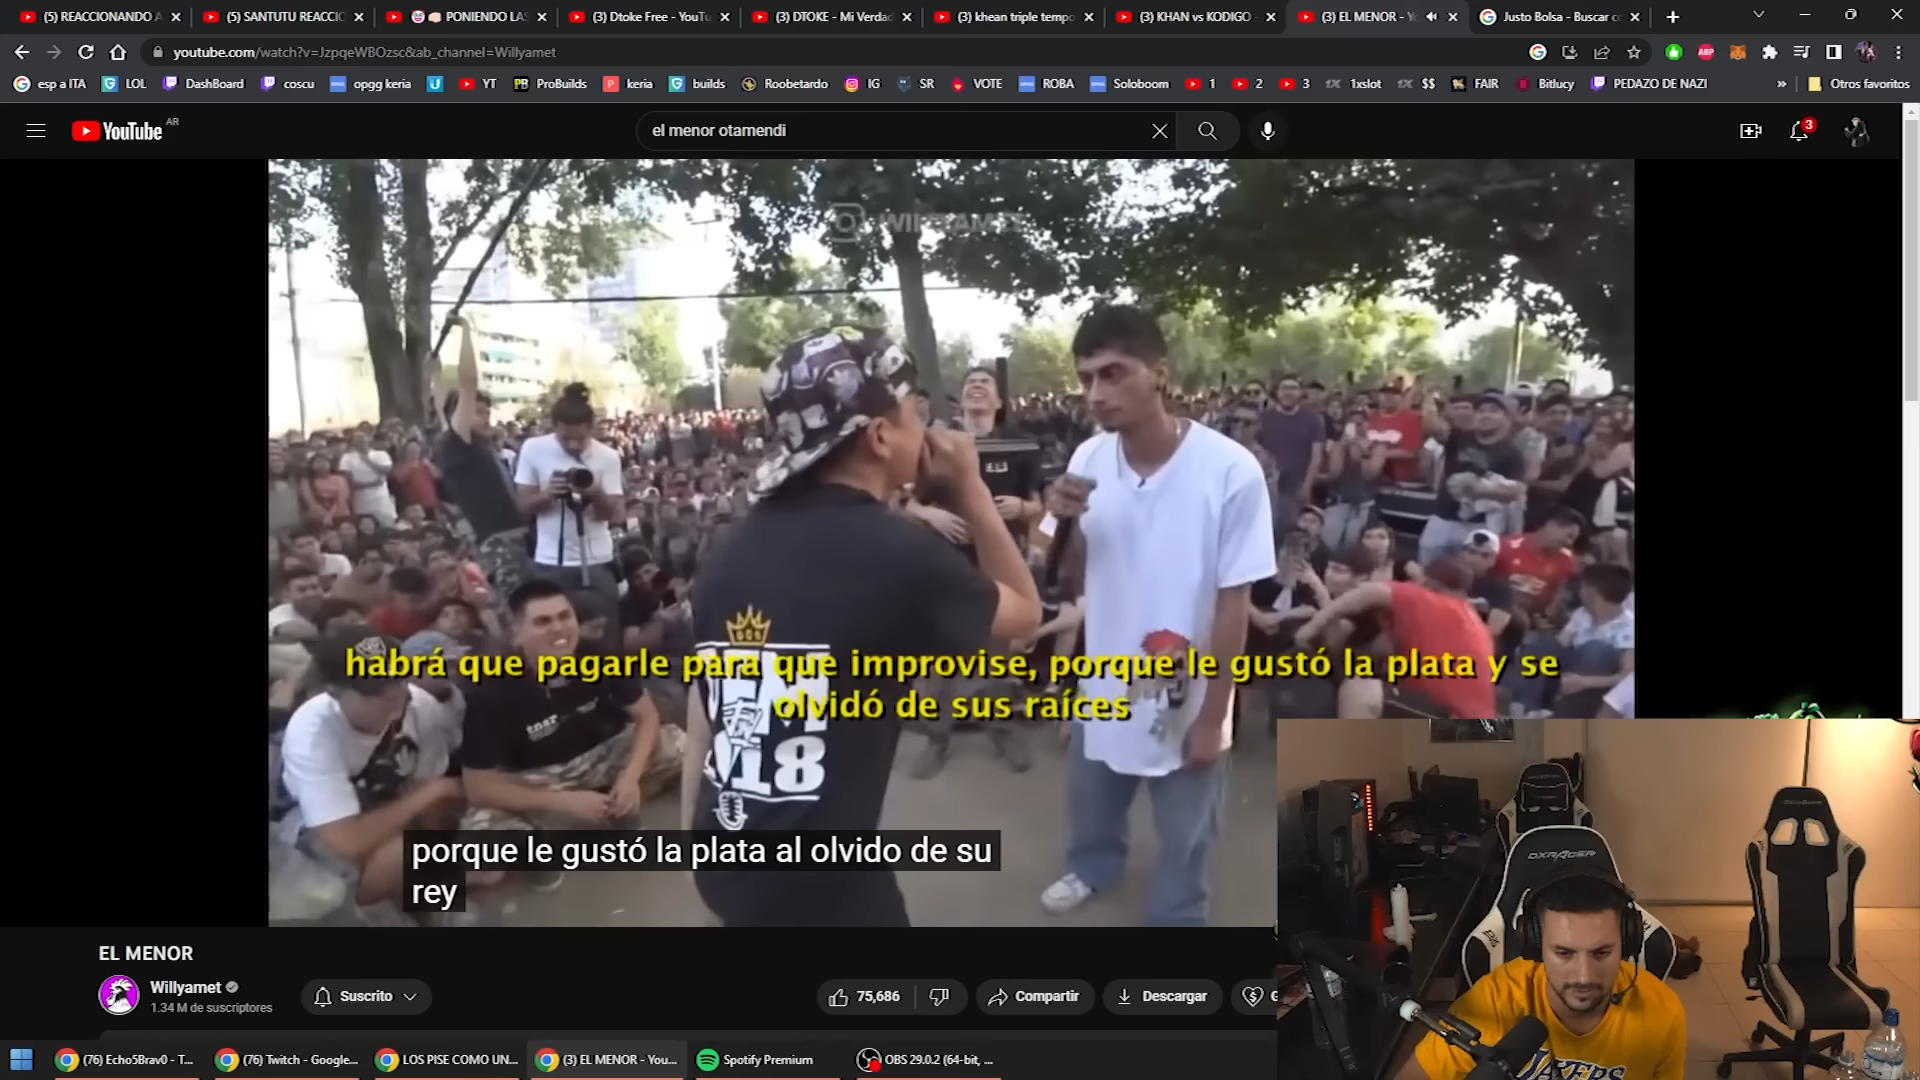 (5) REACCIONANDO A
(5) SANTUTU REACCIO
PONIENDO LAS
(3) Dtoke Free - YouTu
(3) DTOKE - Mi Verdad
(3) khean triple tempo
(3) KHAN vs KODIGO -
(3) EL MENOR - Y
Justo Bolsa - Buscar co
youtube.com/watch?v=JzpqeWBOzsc&ab_channel=Willyamet
esp a ITA
LOL
DashBoard
coscu
opgg keria
YT
ProBuilds
keria
builds
Roobetardo
IG
SR
VOTE
ROBA
Soloboom
1
2
3
1xslot
$$
FAIR
Bitlucy
PEDAZO DE NAZI
»
Otros favoritos
YouTube AR
el menor otamendi
3
WILLYAMET
habrá que pagarle para que improvise, porque le gustó la plata y se
olvidó de sus raíces
porque le gustó la plata al olvido de su
rey
DXRACER
EL MENOR
Willyamet
1.34 M de suscriptores
Suscrito
75,686
Compartir
Descargar
G
LAKERS
(76) Echo5Brav0 - T...
(76) Twitch - Google...
LOS PISE COMO UN...
(3) EL MENOR - You...
Spotify Premium
OBS 29.0.2 (64-bit, ...